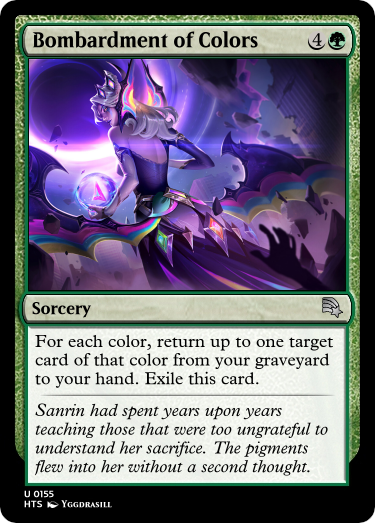 Bombardment of Colors 4
Sorcery
For each color, return up to one target
card of that color from your graveyard
to your hand. Exile this card.
Sanrin had spent years upon years
teaching those that were too ungrateful to
understand her sacrifice. The pigments
flew into her without a second thought.
U 0155
HTS Yggdrasill